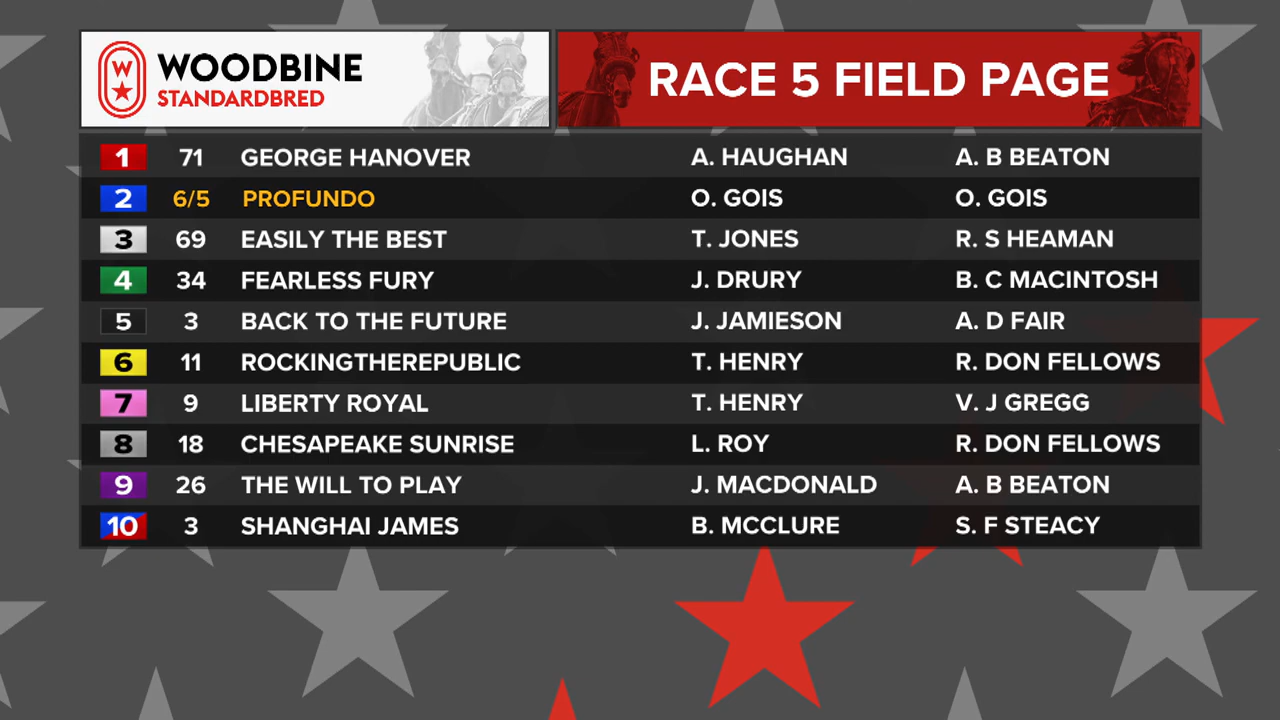 W
WOODBINE
STANDARDBRED
RACE 5 FIELD PAGE
1 71 GEORGE HANOVER A. HAUGHAN A. B BEATON
2 6/5 PROFUNDO O. GOIS O. GOIS
3 69 EASILY THE BEST T. JONES R. S HEAMAN
4 34 FEARLESS FURY J. DRURY B. C MACINTOSH
5 3 BACK TO THE FUTURE J. JAMIESON A. D FAIR
6 11 ROCKINGTHEREPUBLIC T. HENRY R. DON FELLOWS
7 9 LIBERTY ROYAL T. HENRY V. J GREGG
8 18 CHESAPEAKE SUNRISE L. ROY R. DON FELLOWS
9 26 THE WILL TO PLAY J. MACDONALD A. B BEATON
10 3 SHANGHAI JAMES B. MCCLURE S. F STEACY